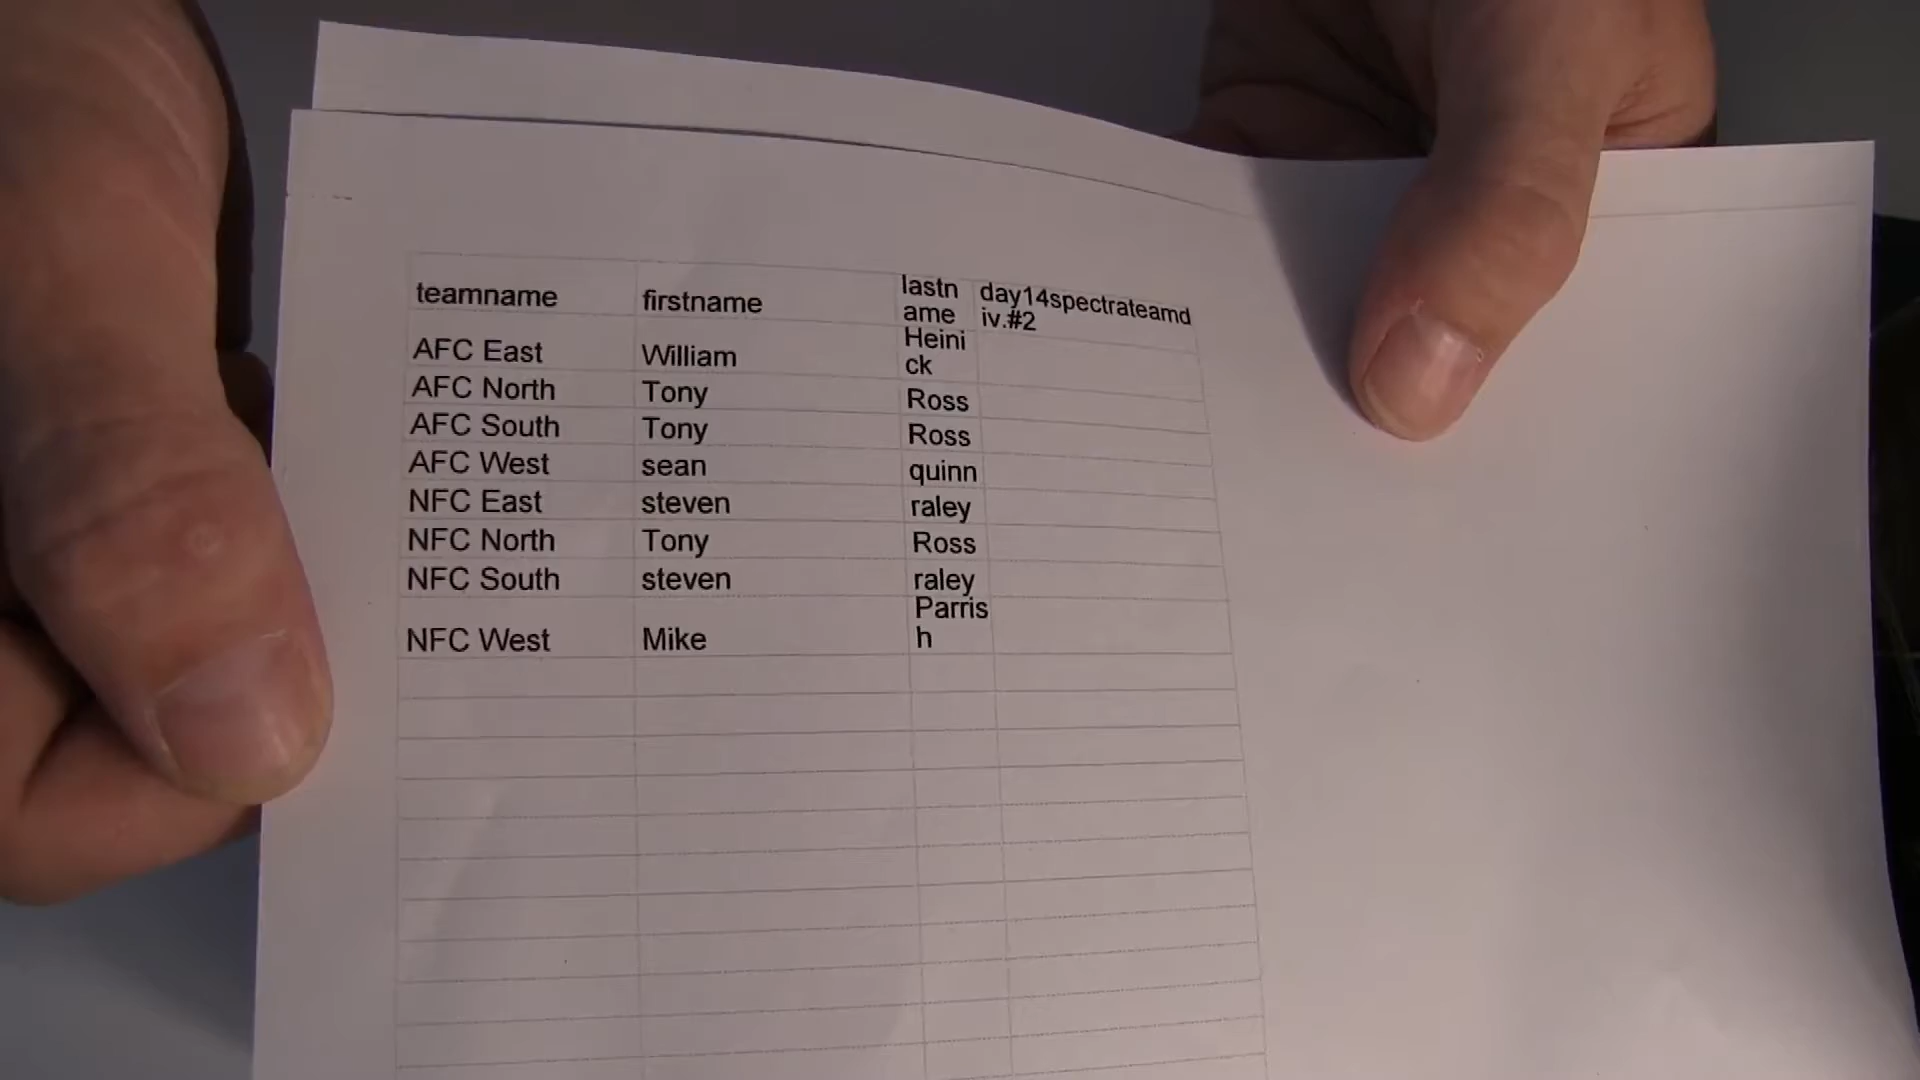 teamname firstname lastn
ame day14spectrateamd
iv.#2
AFC East William Heini
ck
AFC North Tony Ross
AFC South Tony Ross
AFC West sean quinn
NFC East steven raley
NFC North Tony Ross
NFC South steven raley
NFC West Mike Parris
h